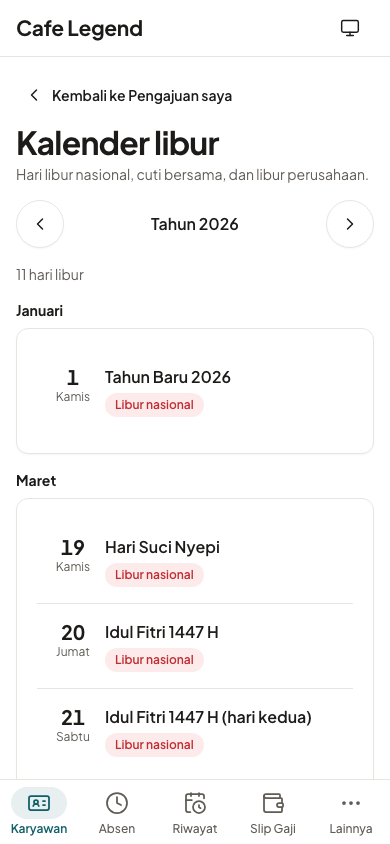 Cafe Legend
Kembali ke Pengajuan saya
Kalender libur
Hari libur nasional, cuti bersama, dan libur perusahaan.
Tahun 2026
11 hari libur
Januari
1
Kamis
Tahun Baru 2026
Libur nasional
Maret
19
Kamis
Hari Suci Nyepi
Libur nasional
20
Jumat
Idul Fitri 1447 H
Libur nasional
21
Sabtu
Idul Fitri 1447 H (hari kedua)
Libur nasional
Karyawan
Absen
Riwayat
Slip Gaji
Lainnya